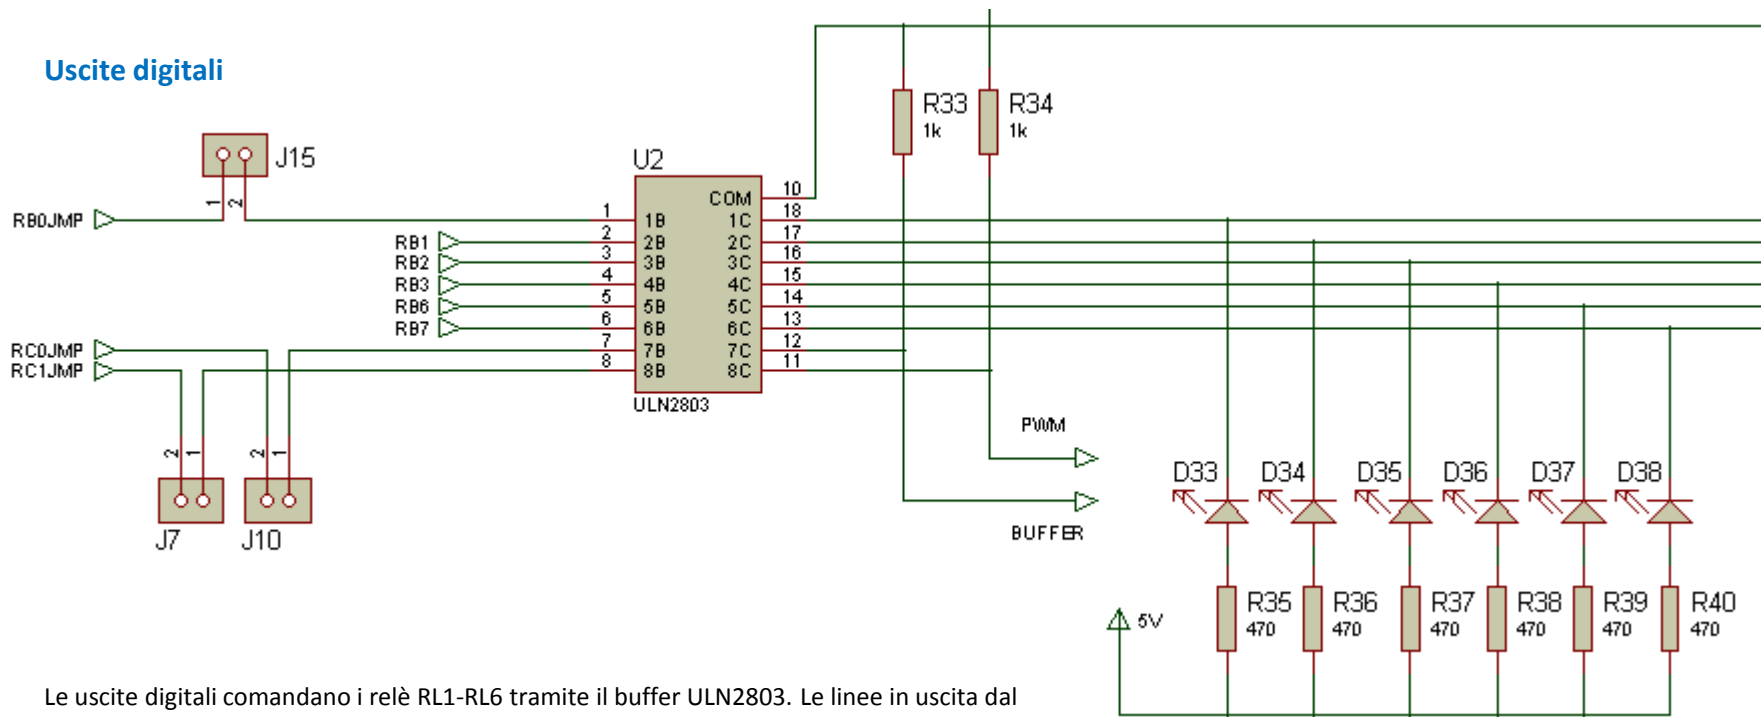 Uscite digitali
R33
1k
R34
1k
J15
1
2
U2
RB0JMP
RB1
RB2
RB3
RB6
RB7
RC0JMP
RC1JMP
1
2
3
4
5
6
7
8
1B
2B
3B
4B
5B
6B
7B
8B
COM
1C
2C
3C
4C
5C
6C
7C
8C
10
18
17
16
15
14
13
12
11
ULN2803
2
1
2
1
J7
J10
PWM
BUFFER
D33
D34
D35
D36
D37
D38
5V
R35
470
R36
470
R37
470
R38
470
R39
470
R40
470
Le uscite digitali comandano i relè RL1-RL6 tramite il buffer ULN2803. Le linee in uscita dal